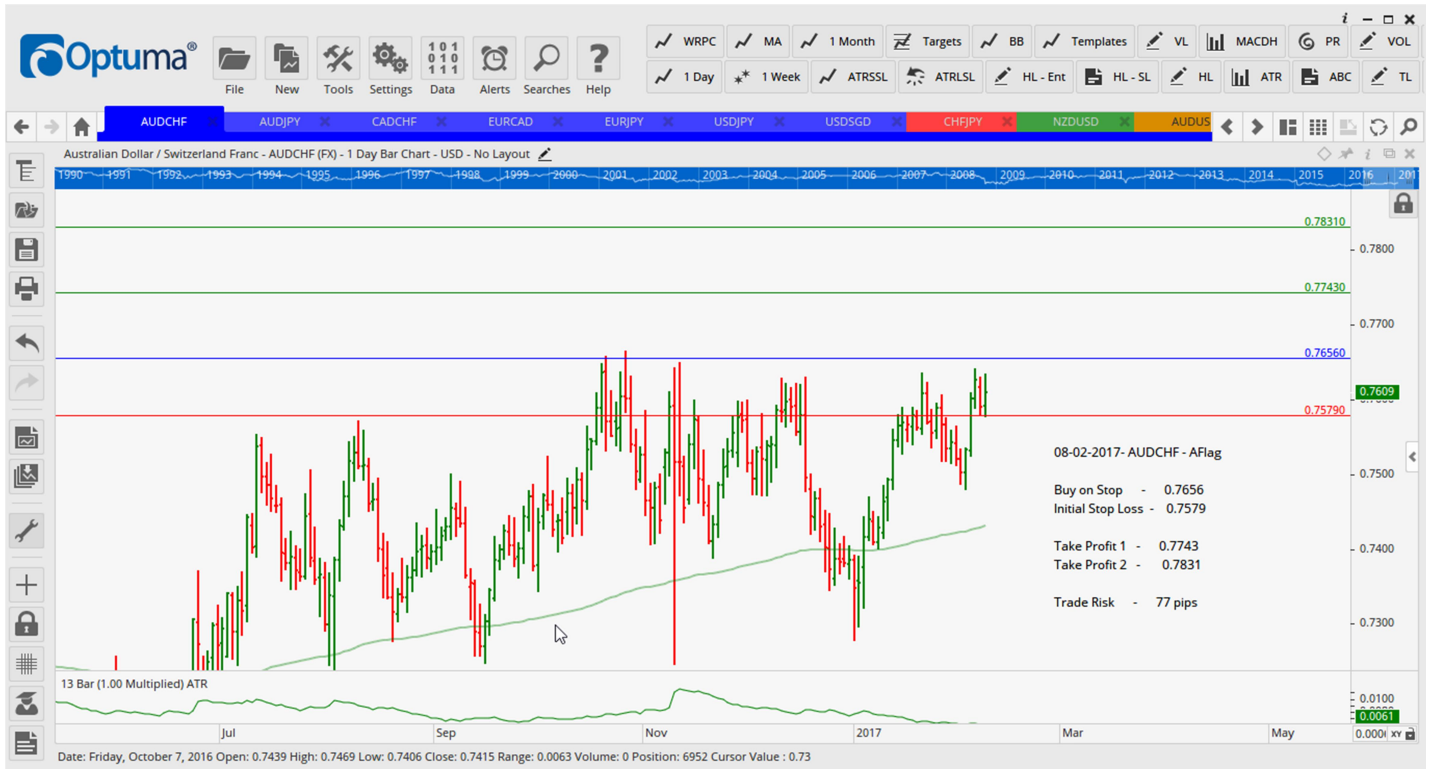 i
Optuma®
File New Tools Settings Data Alerts Searches Help
101
010
111
WRPC MA 1 Month Targets BB Templates VL MACDH PR VOL
1 Day 1 Week ATRSSL ATRLSL HL - Ent HL - SL HL ATR ABC TL
AUDCHF AUDJPY CADCHF EURCAD EURJPY USDJPY USDSGD CHFJPY NZDUSD AUDUS
Australian Dollar / Switzerland Franc - AUDCHF (FX) - 1 Day Bar Chart - USD - No Layout
1990 1991 1992 1993 1994 1995 1996 1997 1998 1999 2000 2001 2002 2003 2004 2005 2006 2007 2008 2009 2010 2011 2012 2013 2014 2015 2016 201
0.78310
0.7800
0.77430
0.7700
0.76560
0.7609
0.75790
08-02-2017- AUDCHF - AFlag
0.7500
Buy on Stop - 0.7656
Initial Stop Loss - 0.7579
Take Profit 1 - 0.7743
0.7400
Take Profit 2 - 0.7831
Trade Risk - 77 pips
0.7300
13 Bar (1.00 Multiplied) ATR
0.0100
0.0061
Jul Sep Nov 2017 Mar May
XY
Date: Friday, October 7, 2016 Open: 0.7439 High: 0.7469 Low: 0.7406 Close: 0.7415 Range: 0.0063 Volume: 0 Position: 6952 Cursor Value : 0.73